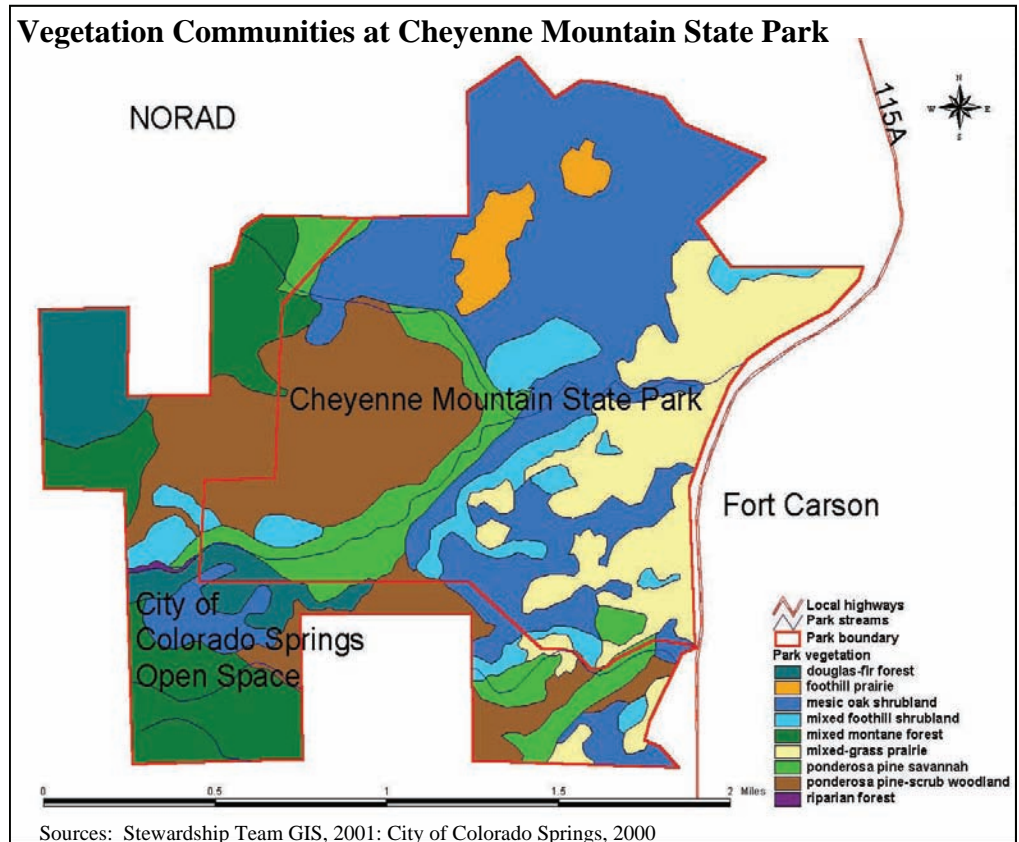 Vegetation Communities at Cheyenne Mountain State Park
NORAD
115A
N
W E
S
Cheyenne Mountain State Park
Fort Carson
City of
Colorado Springs
Open Space
Local highways
Park streams
Park boundary
Park vegetation
douglas-fir forest
foothill prairie
mesic oak shrubland
mixed foothill shrubland
mixed montane forest
mixed-grass prairie
ponderosa pine savannah
ponderosa pine-scrub woodland
riparian forest
0 0.5 1 1.5 2 Miles
Sources: Stewardship Team GIS, 2001: City of Colorado Springs, 2000